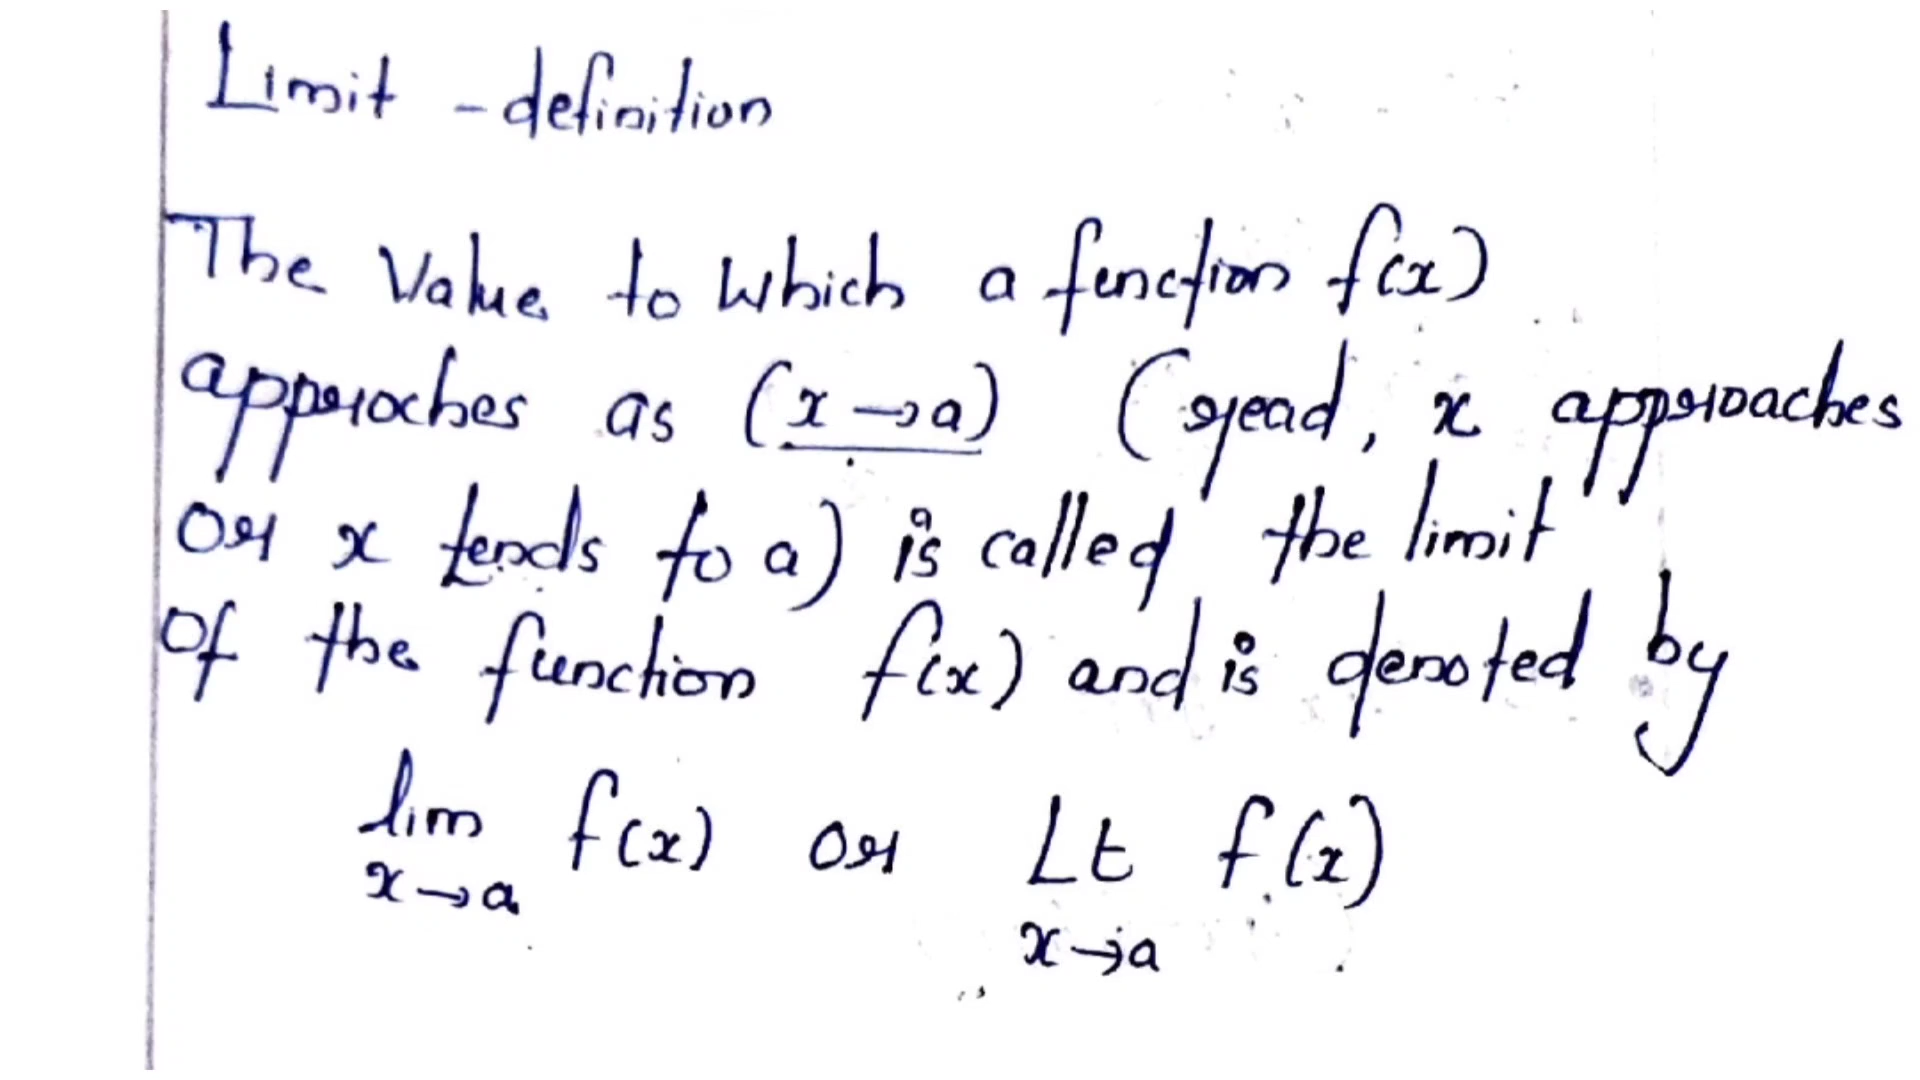 Limit - definition
The Value to which a function f(x)
approches as (x→a) (read, x approaches
or x tends to a) is called the limit
of the function f(x) and is denoted by
lim f(x) or Lt f(x)
x→a x→a